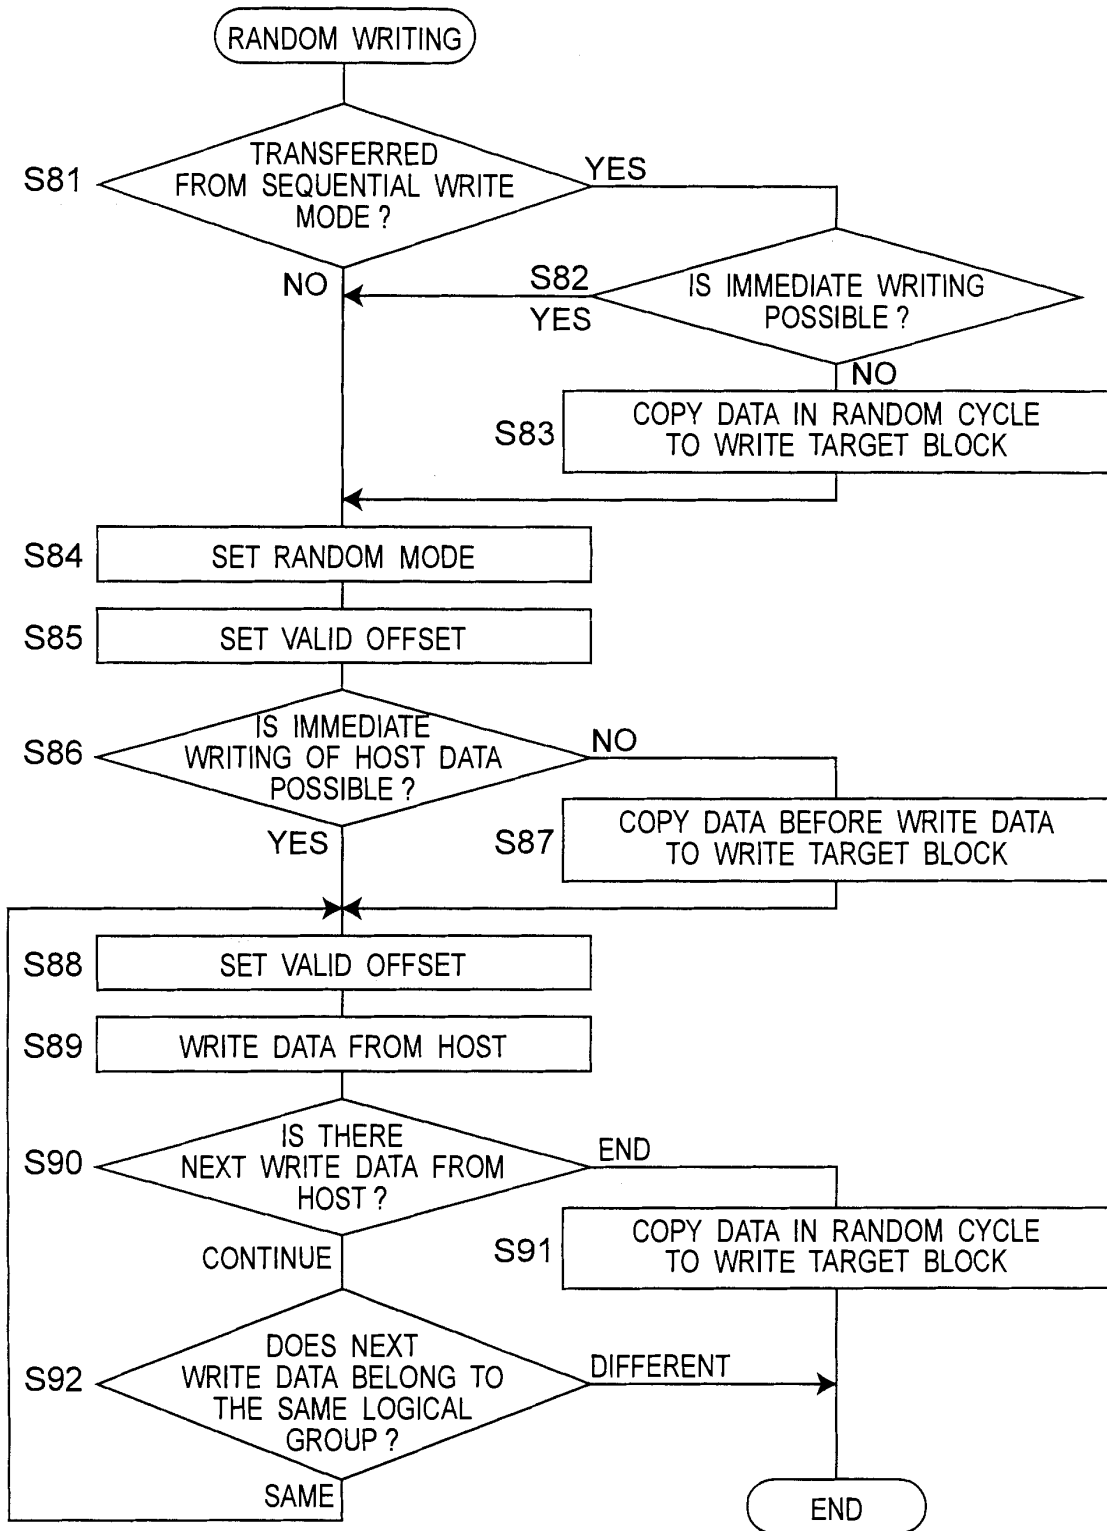 RANDOM WRITING
S81
TRANSFERRED
FROM SEQUENTIAL WRITE
MODE ?
YES
NO
S82
YES
IS IMMEDIATE WRITING
POSSIBLE ?
NO
S83
COPY DATA IN RANDOM CYCLE
TO WRITE TARGET BLOCK
S84
SET RANDOM MODE
S85
SET VALID OFFSET
S86
IS IMMEDIATE
WRITING OF HOST DATA
POSSIBLE ?
NO
YES
S87
COPY DATA BEFORE WRITE DATA
TO WRITE TARGET BLOCK
S88
SET VALID OFFSET
S89
WRITE DATA FROM HOST
S90
IS THERE
NEXT WRITE DATA FROM
HOST ?
END
CONTINUE
S91
COPY DATA IN RANDOM CYCLE
TO WRITE TARGET BLOCK
S92
DOES NEXT
WRITE DATA BELONG TO
THE SAME LOGICAL
GROUP ?
DIFFERENT
SAME
END